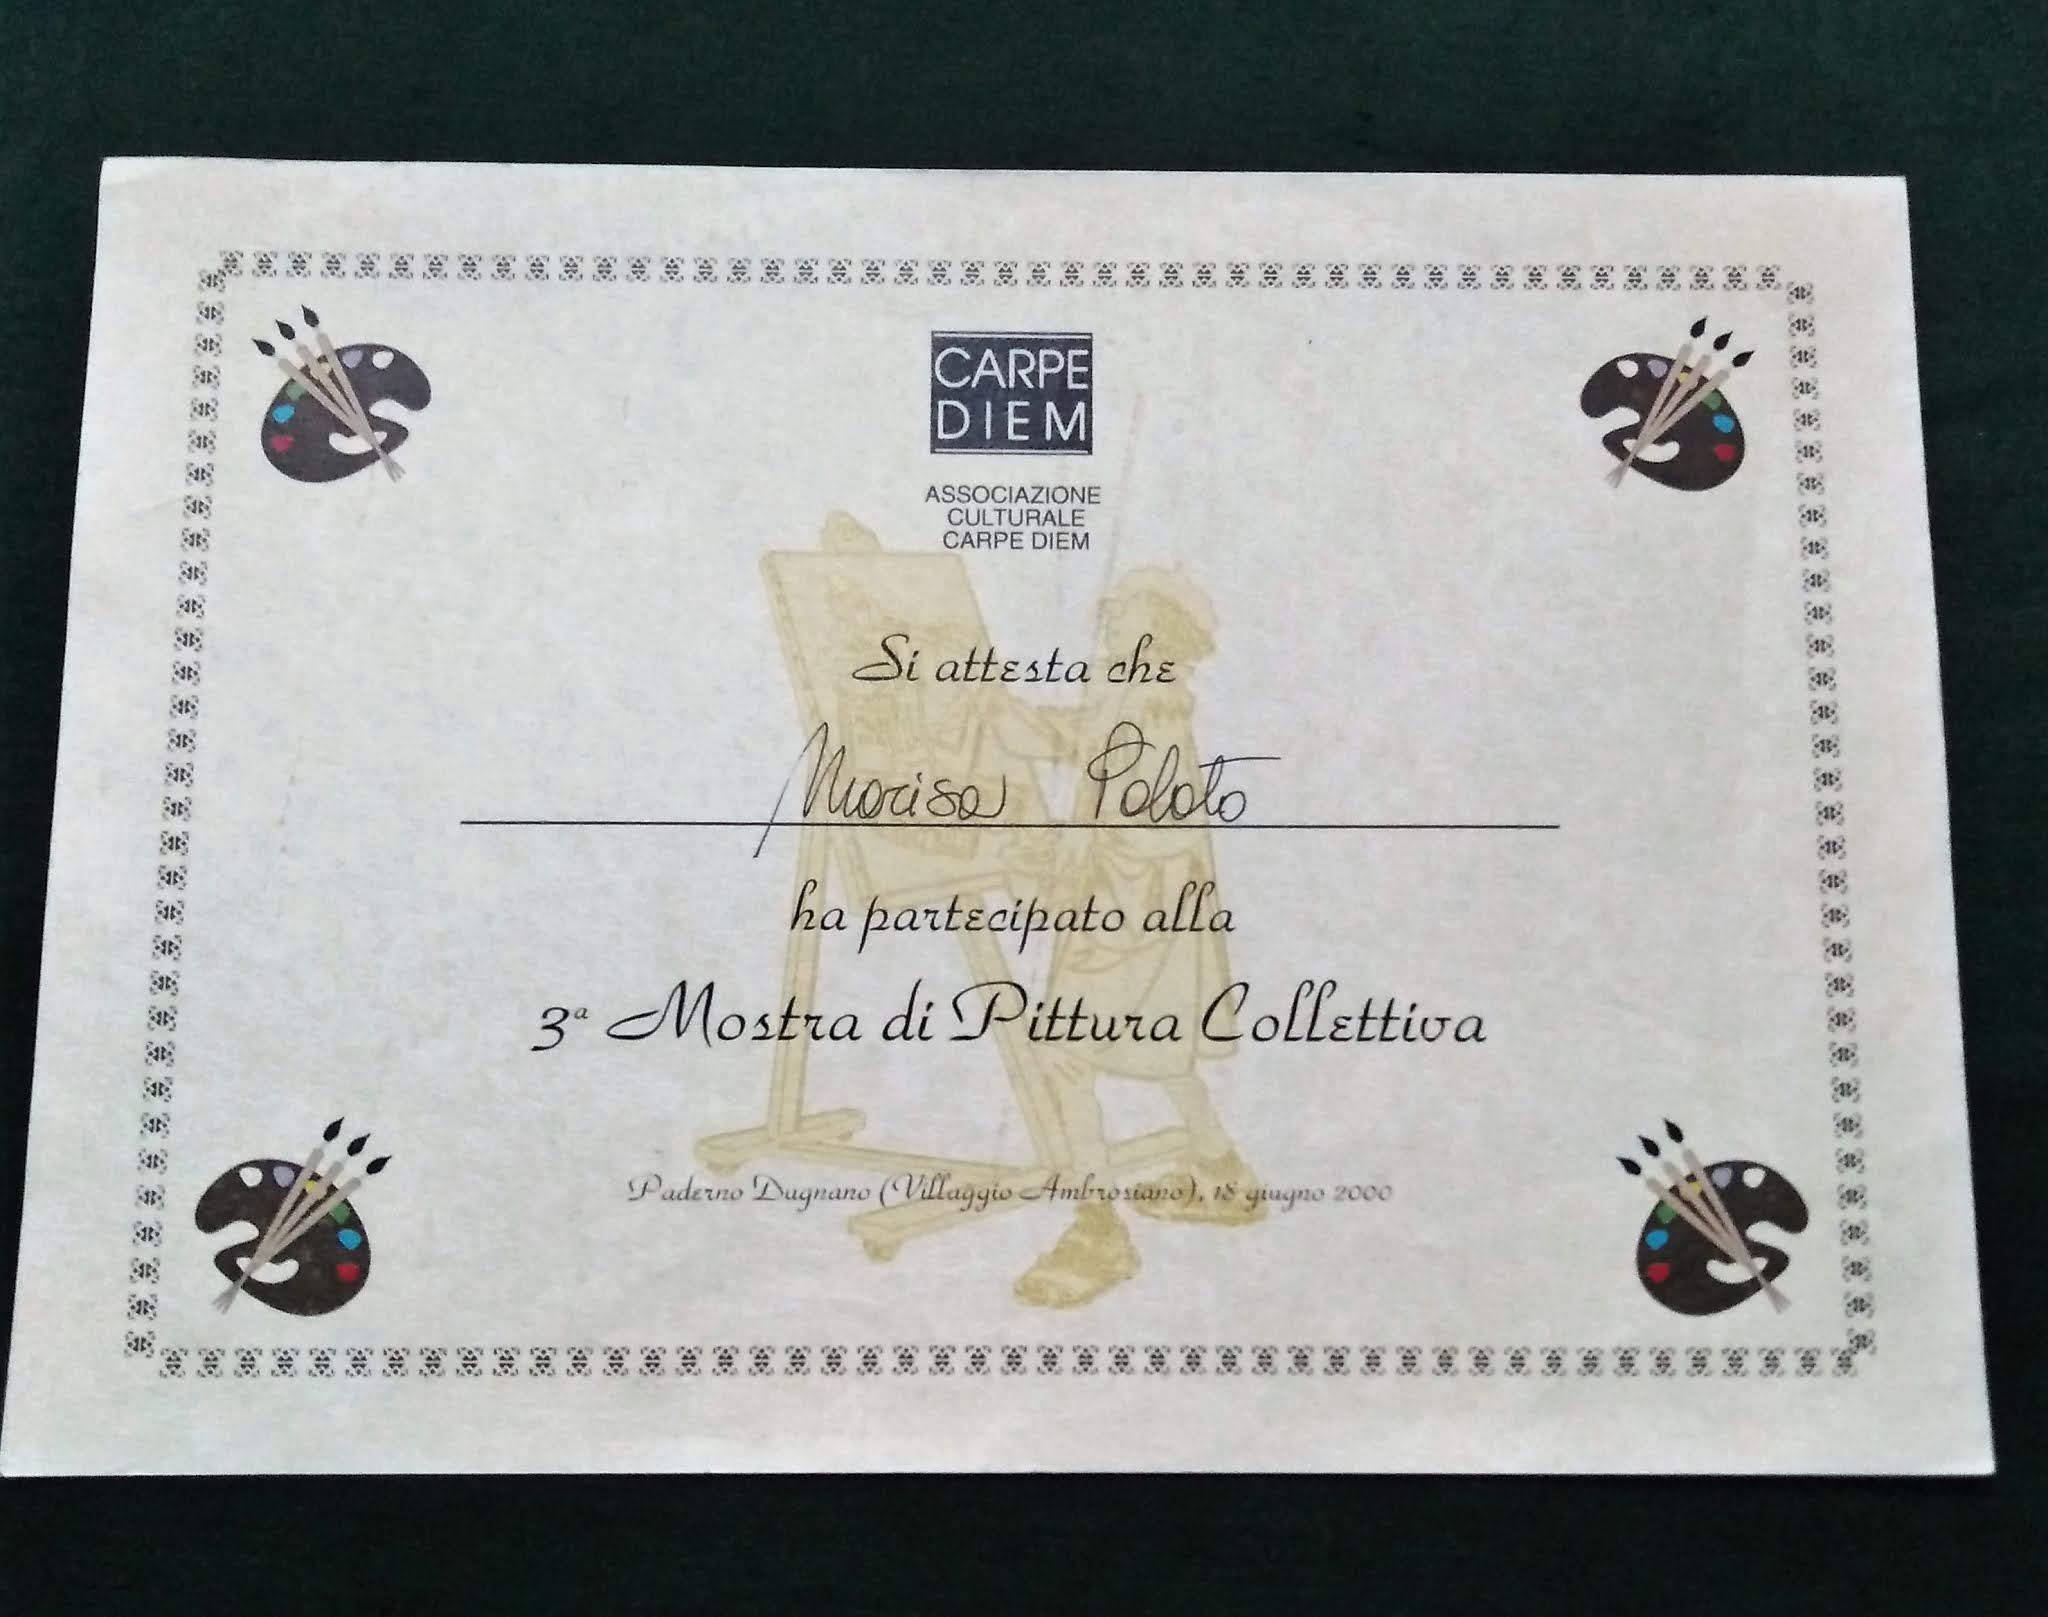 CARPE
DIEM
ASSOCIAZIONE
CULTURALE
CARPE DIEM
Si attesta che
Marisa
ha partecipato alla
3ª Mostra di Pittura Collettiva
Paderno Dugnano (Villaggio Ambrosiano), 18 giugno 2000